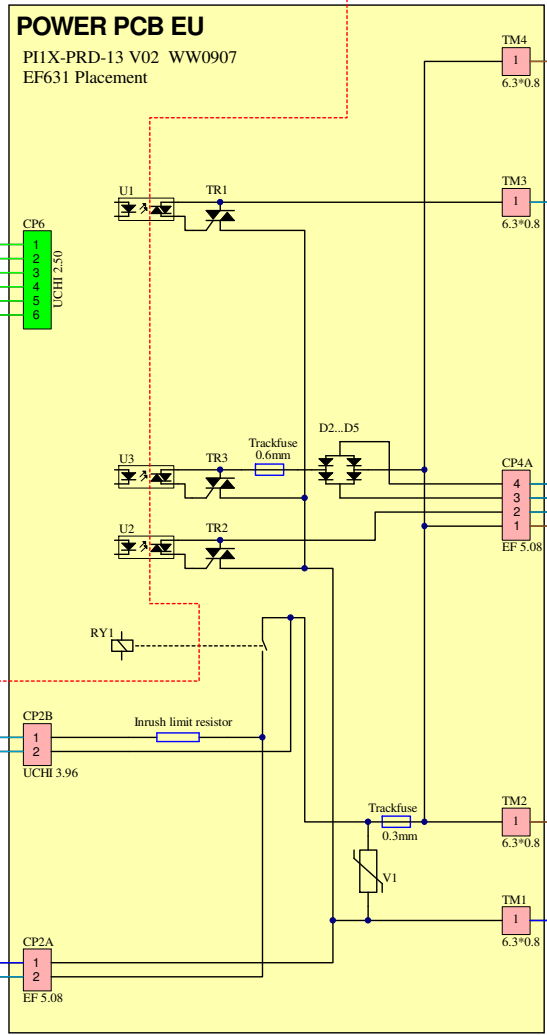 POWER PCB EU
PI1X-PRD-13 V02 WW0907
EF631 Placement
TM4
1
6.3*0.8
U1
TR1
TM3
1
6.3*0.8
CP6
1
2
3
4
5
6
UCHI 2.50
D2...D5
Trackfuse
0.6mm
U3
TR3
CP4A
4
3
2
1
EF 5.08
U2
TR2
RY1
CP2B
1
2
UCHI 3.96
Inrush limit resistor
Trackfuse
0.3mm
TM2
1
6.3*0.8
V1
TM1
1
6.3*0.8
CP2A
1
2
EF 5.08